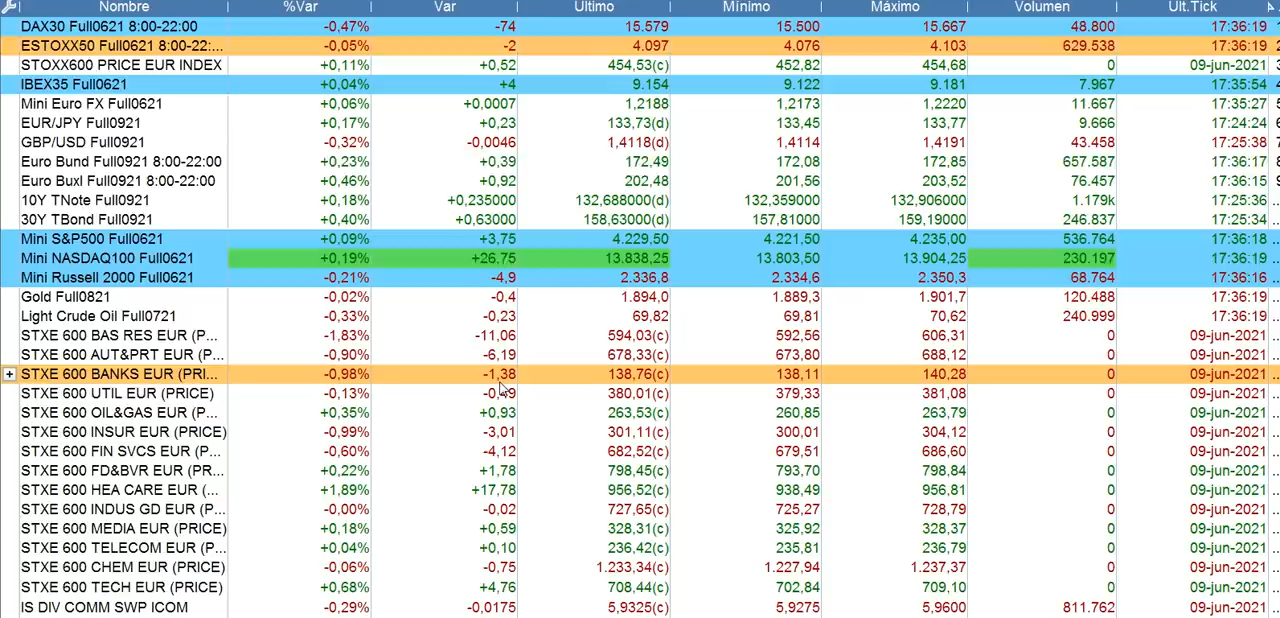 Nombre %Var Var Último Mínimo Máximo Volumen Ult.Tick
DAX30 Full0621 8:00-22:00 -0,47% -74 15.579 15.500 15.667 48.800 17:36:19
ESTOXX50 Full0621 8:00-22:... -0,05% -2 4.097 4.076 4.103 629.538 17:36:19
STOXX600 PRICE EUR INDEX +0,11% +0,52 454,53(c) 452,82 454,68 0 09-jun-2021
IBEX35 Full0621 +0,04% +4 9.154 9.122 9.181 7.967 17:35:54
Mini Euro FX Full0621 +0,06% +0,0007 1,2188 1,2173 1,2220 11.667 17:35:27
EUR/JPY Full0921 +0,17% +0,23 133,73(d) 133,45 133,77 9.666 17:24:24
GBP/USD Full0921 -0,32% -0,0046 1,4118(d) 1,4114 1,4191 43.458 17:25:38
Euro Bund Full0921 8:00-22:00 +0,23% +0,39 172,49 172,08 172,85 657.587 17:36:17
Euro Buxl Full0921 8:00-22:00 +0,46% +0,92 202,48 201,56 203,52 76.457 17:36:15
10Y TNote Full0921 +0,18% +0,235000 132,688000(d) 132,359000 132,906000 1.179k 17:25:36
30Y TBond Full0921 +0,40% +0,63000 158,63000(d) 157,81000 159,19000 246.837 17:25:34
Mini S&P500 Full0621 +0,09% +3,75 4.229,50 4.221,50 4.235,00 536.764 17:36:18
Mini NASDAQ100 Full0621 +0,19% +26,75 13.838,25 13.803,50 13.904,25 230.197 17:36:19
Mini Russell 2000 Full0621 -0,21% -4,9 2.336,8 2.334,6 2.350,3 68.764 17:36:16
Gold Full0821 -0,02% -0,4 1.894,0 1.889,3 1.901,7 120.488 17:36:19
Light Crude Oil Full0721 -0,33% -0,23 69,82 69,81 70,62 240.999 17:36:19
STXE 600 BAS RES EUR (P... -1,83% -11,06 594,03(c) 592,56 606,31 0 09-jun-2021
STXE 600 AUT&PRT EUR (P... -0,90% -6,19 678,33(c) 673,80 688,12 0 09-jun-2021
STXE 600 BANKS EUR (PRI... -0,98% -1,38 138,76(c) 138,11 140,28 0 09-jun-2021
STXE 600 UTIL EUR (PRICE) -0,13% 380,01(c) 379,33 381,08 0 09-jun-2021
STXE 600 OIL&GAS EUR (P... +0,35% +0,93 263,53(c) 260,85 263,79 0 09-jun-2021
STXE 600 INSUR EUR (PRICE) -0,99% -3,01 301,11(c) 300,01 304,12 0 09-jun-2021
STXE 600 FIN SVCS EUR (P... -0,60% -4,12 682,52(c) 679,51 686,60 0 09-jun-2021
STXE 600 FD&BVR EUR (PR... +0,22% +1,78 798,45(c) 793,70 798,84 0 09-jun-2021
STXE 600 HEA CARE EUR (... +1,89% +17,78 956,52(c) 938,49 956,81 0 09-jun-2021
STXE 600 INDUS GD EUR (P... -0,00% -0,02 727,65(c) 725,27 728,79 0 09-jun-2021
STXE 600 MEDIA EUR (PRICE) +0,18% +0,59 328,31(c) 325,92 328,37 0 09-jun-2021
STXE 600 TELECOM EUR (P... +0,04% +0,10 236,42(c) 235,81 236,79 0 09-jun-2021
STXE 600 CHEM EUR (PRICE) -0,06% -0,75 1.233,34(c) 1.227,94 1.237,37 0 09-jun-2021
STXE 600 TECH EUR (PRICE) +0,68% +4,76 708,44(c) 702,84 709,10 0 09-jun-2021
IS DIV COMM SWP ICOM -0,29% -0,0175 5,9325(c) 5,9275 5,9600 811.762 09-jun-2021